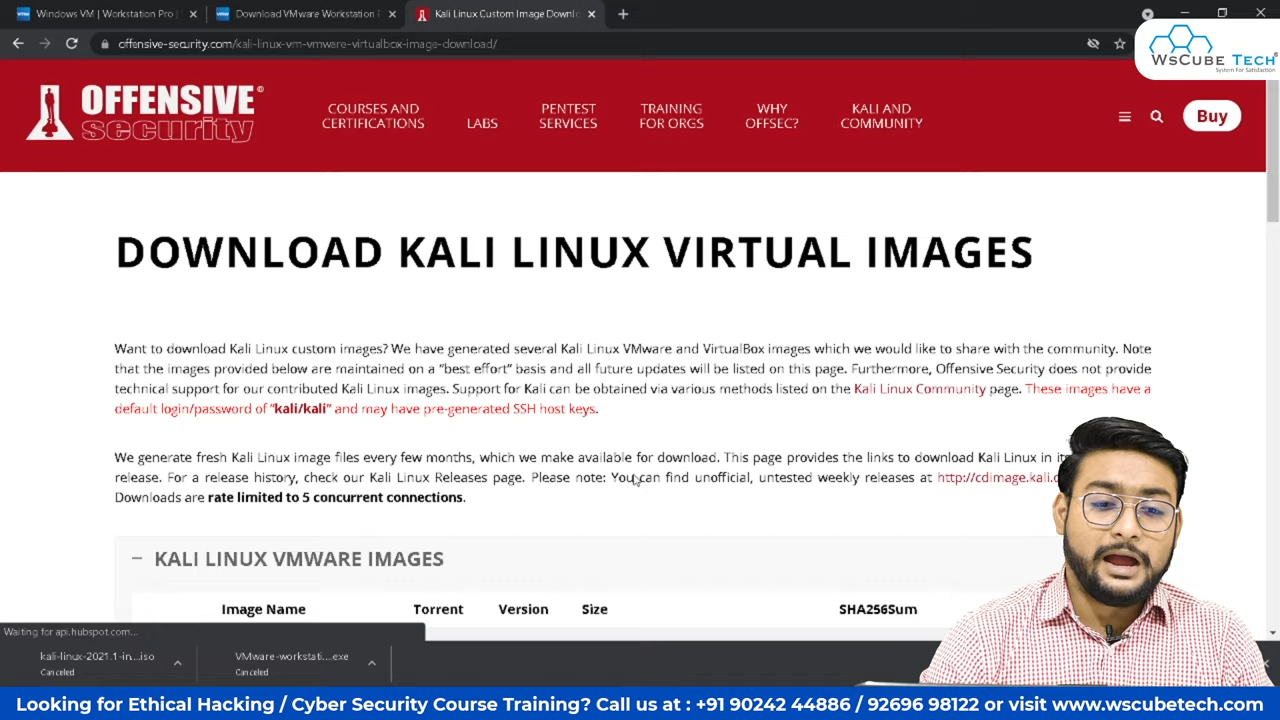 Windows VM | Workstation Pro |
Download VMware Workstation P
Kali Linux Custom Image Downl
offensive-security.com/kali-linux-vm-vmware-virtualbox-image-download/
WsCube Tech®
System For Satisfaction
OFFENSIVE®
security
COURSES AND
CERTIFICATIONS
LABS
PENTEST
SERVICES
TRAINING
FOR ORGS
WHY
OFFSEC?
KALI AND
COMMUNITY
Buy
DOWNLOAD KALI LINUX VIRTUAL IMAGES
Want to download Kali Linux custom images? We have generated several Kali Linux VMware and VirtualBox images which we would like to share with the community. Note
that the images provided below are maintained on a "best effort" basis and all future updates will be listed on this page. Furthermore, Offensive Security does not provide
technical support for our contributed Kali Linux images. Support for Kali can be obtained via various methods listed on the Kali Linux Community page. These images have a
default login/password of "kali/kali" and may have pre-generated SSH host keys.
We generate fresh Kali Linux image files every few months, which we make available for download. This page provides the links to download Kali Linux in
release. For a release history, check our Kali Linux Releases page. Please note: You can find unofficial, untested weekly releases at http://cdimage.kali.
Downloads are rate limited to 5 concurrent connections.
− KALI LINUX VMWARE IMAGES
Image Name Torrent Version Size SHA256Sum
Waiting for api.hubspot.com...
kali-linux-2021.1-in....iso
Canceled
VMware-workstati....exe
Canceled
Looking for Ethical Hacking / Cyber Security Course Training? Call us at : +91 90242 44886 / 92696 98122 or visit www.wscubetech.com